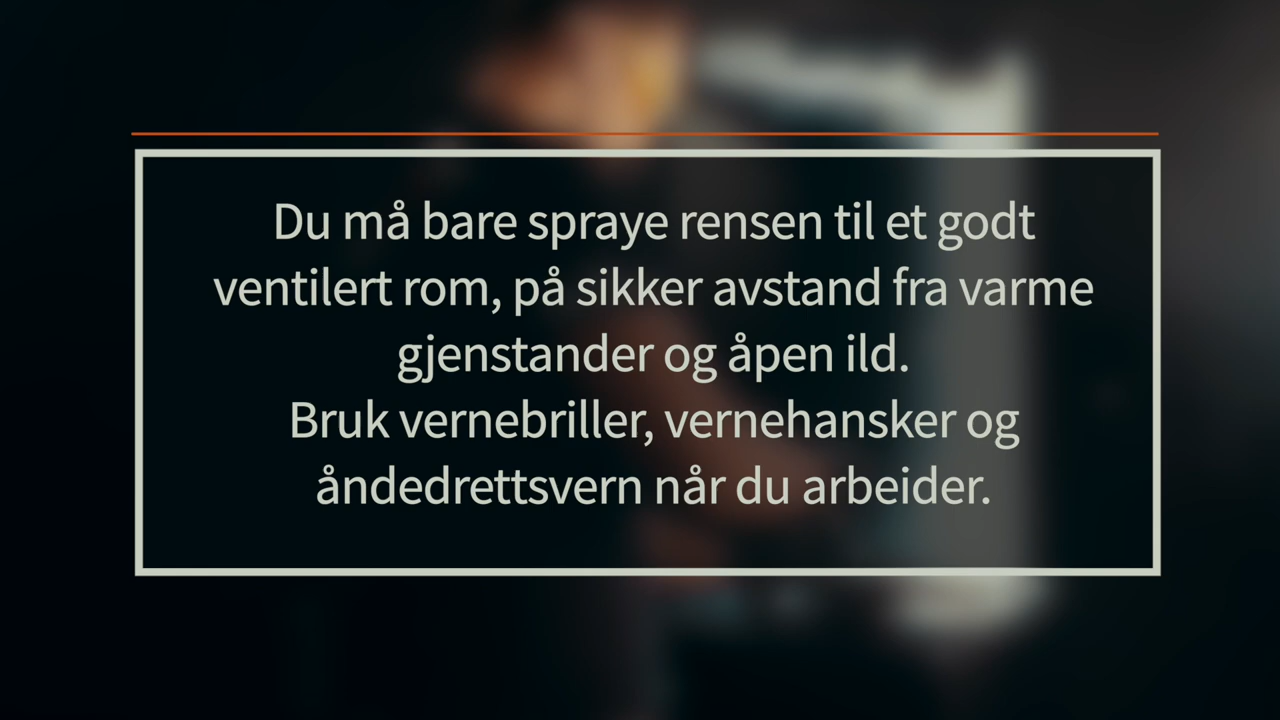 Du må bare spraye rensen til et godt
ventilert rom, på sikker avstand fra varme
gjenstander og åpen ild.
Bruk vernebriller, vernehansker og
åndedrettsvern når du arbeider.